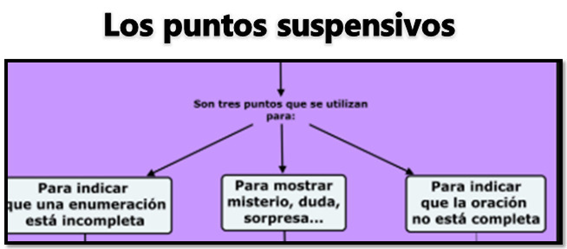 Los puntos suspensivos
Son tres puntos que se utilizan
para:
Para indicar
que una enumeración
está incompleta
Para mostrar
misterio, duda,
sorpresa...
Para indicar
que la oración
no está completa